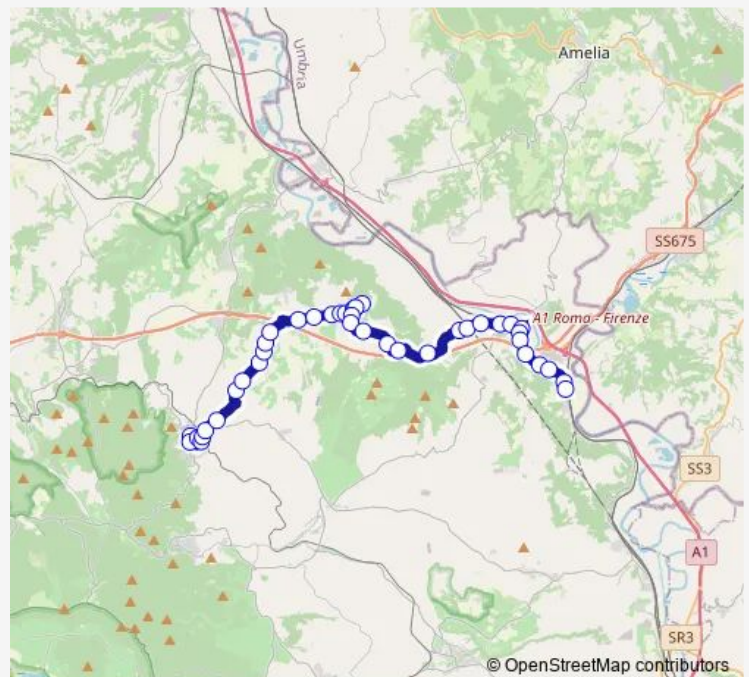 Amelia
Umbria
SS675
A1 Roma - Firenze
SS3
A1
SR3
© OpenStreetMap contributors